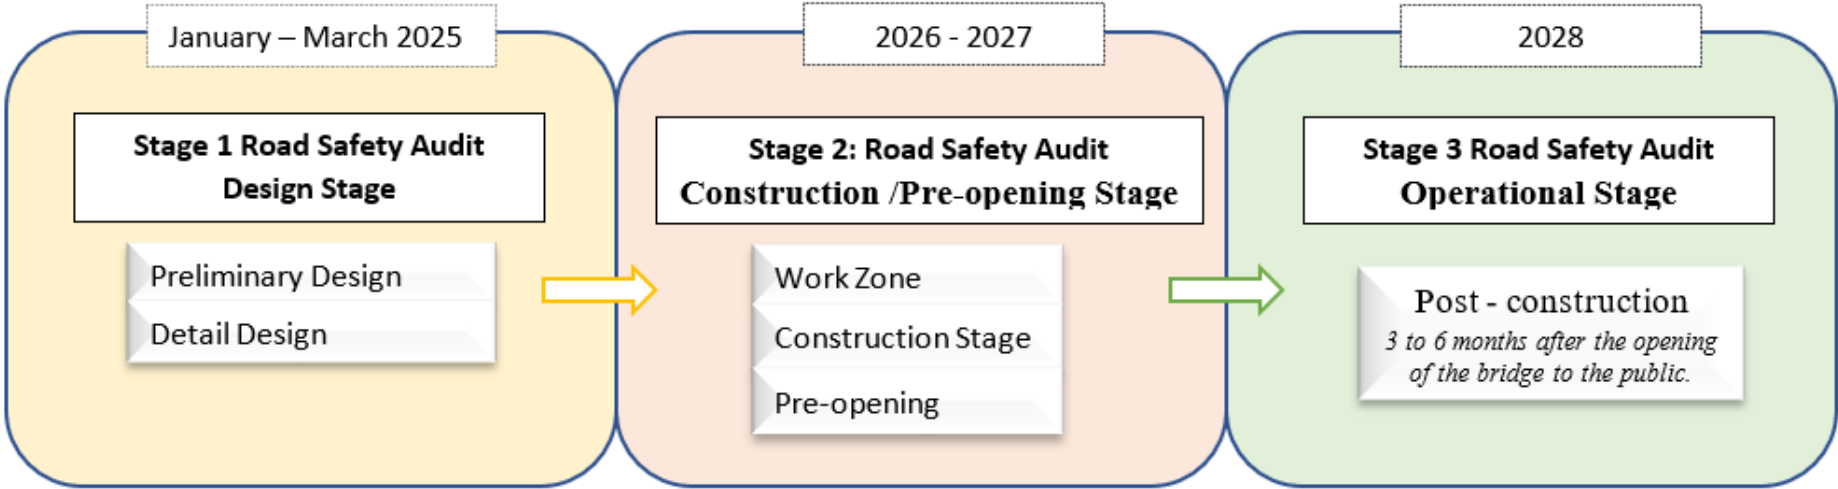 January – March 2025
Stage 1 Road Safety Audit
Design Stage
Preliminary Design
Detail Design
2026 - 2027
Stage 2: Road Safety Audit
Construction /Pre-opening Stage
Work Zone
Construction Stage
Pre-opening
2028
Stage 3 Road Safety Audit
Operational Stage
Post - construction
3 to 6 months after the opening
of the bridge to the public.